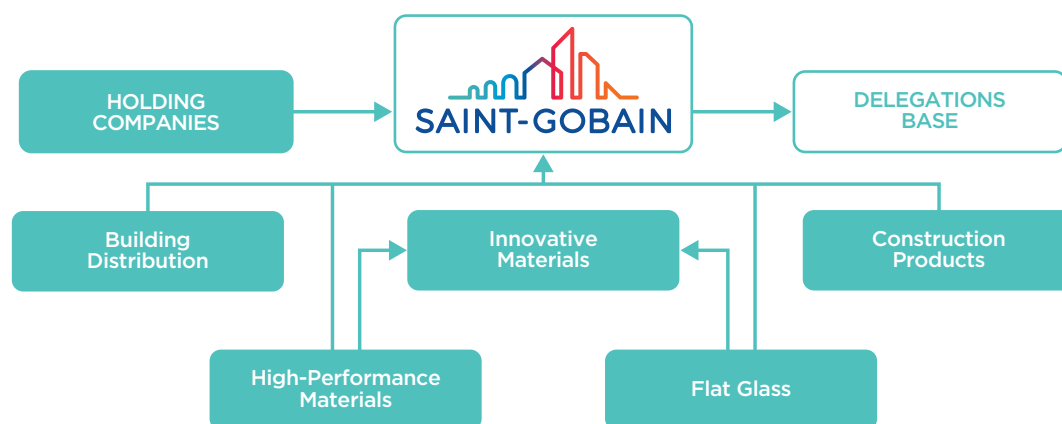 HOLDING
COMPANIES
SAINT-GOBAIN
DELEGATIONS
BASE
Building
Distribution
Innovative
Materials
Construction
Products
High-Performance
Materials
Flat Glass